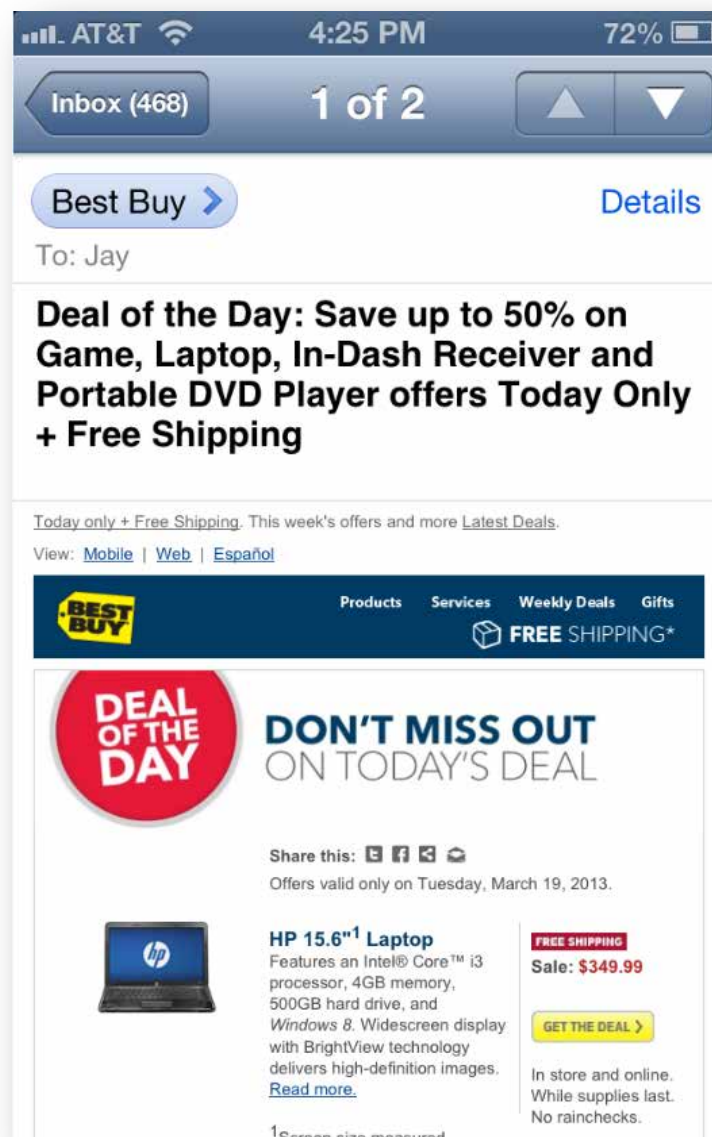 AT&T 4:25 PM 72%
Inbox (468) 1 of 2
Best Buy Details
To: Jay
Deal of the Day: Save up to 50% on
Game, Laptop, In-Dash Receiver and
Portable DVD Player offers Today Only
+ Free Shipping
Today only + Free Shipping. This week's offers and more Latest Deals.
View: Mobile | Web | Español
BEST
BUY
Products Services Weekly Deals Gifts
FREE SHIPPING*
DEAL
OF THE
DAY
DON'T MISS OUT
ON TODAY'S DEAL
Share this:
Offers valid only on Tuesday, March 19, 2013.
hp
HP 15.6"1 Laptop
Features an Intel® Core™ i3
processor, 4GB memory,
500GB hard drive, and
Windows 8. Widescreen display
with BrightView technology
delivers high-definition images.
Read more.
1Screen size measured
FREE SHIPPING
Sale: $349.99
GET THE DEAL
In store and online.
While supplies last.
No rainchecks.